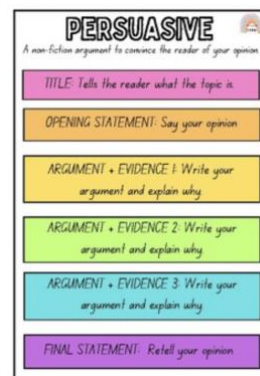 PERSUASIVE
A non-fiction argument to convince the reader of your opinion.
TITLE: Tells the reader what the topic is.
OPENING STATEMENT: Say your opinion
ARGUMENT + EVIDENCE 1: Write your
argument and explain why.
ARGUMENT + EVIDENCE 2: Write your
argument and explain why.
ARGUMENT + EVIDENCE 3: Write your
argument and explain why.
FINAL STATEMENT: Retell your opinion